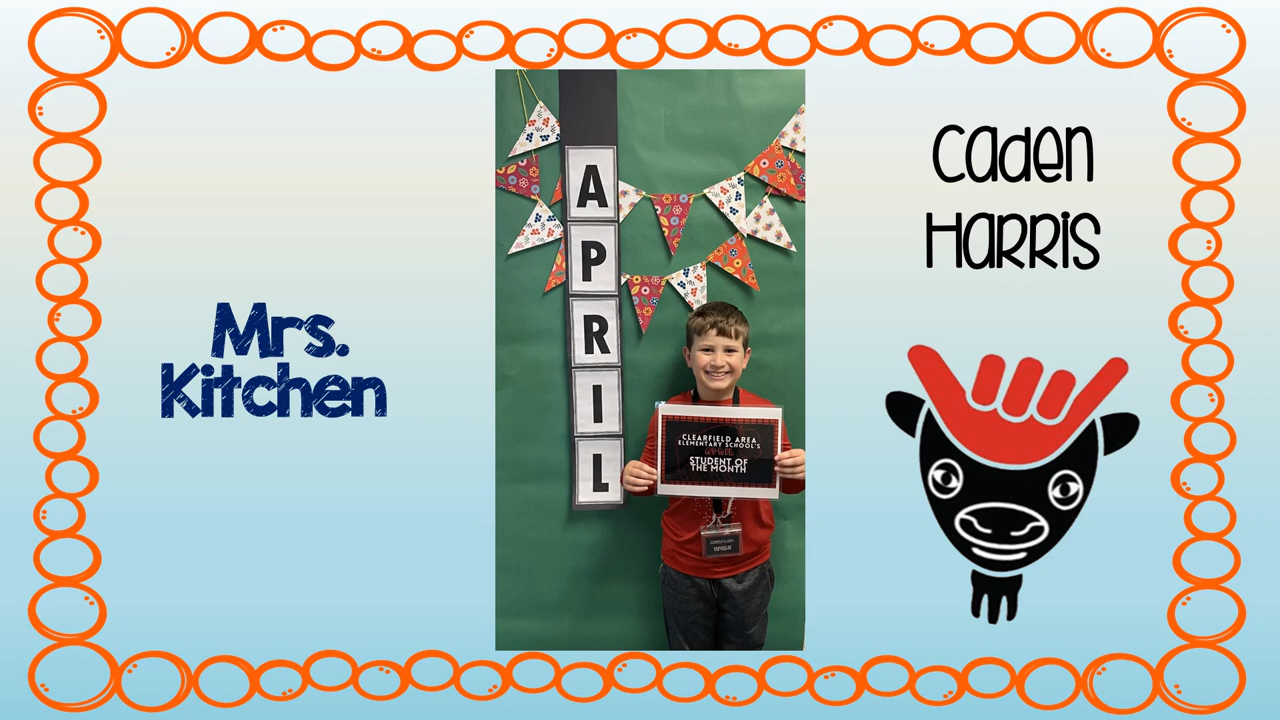 Mrs.
Kitchen
A
P
R
I
L
CLEARFIELD AREA
ELEMENTARY SCHOOL'S
APRIL
STUDENT OF
THE MONTH
Caden
Harris